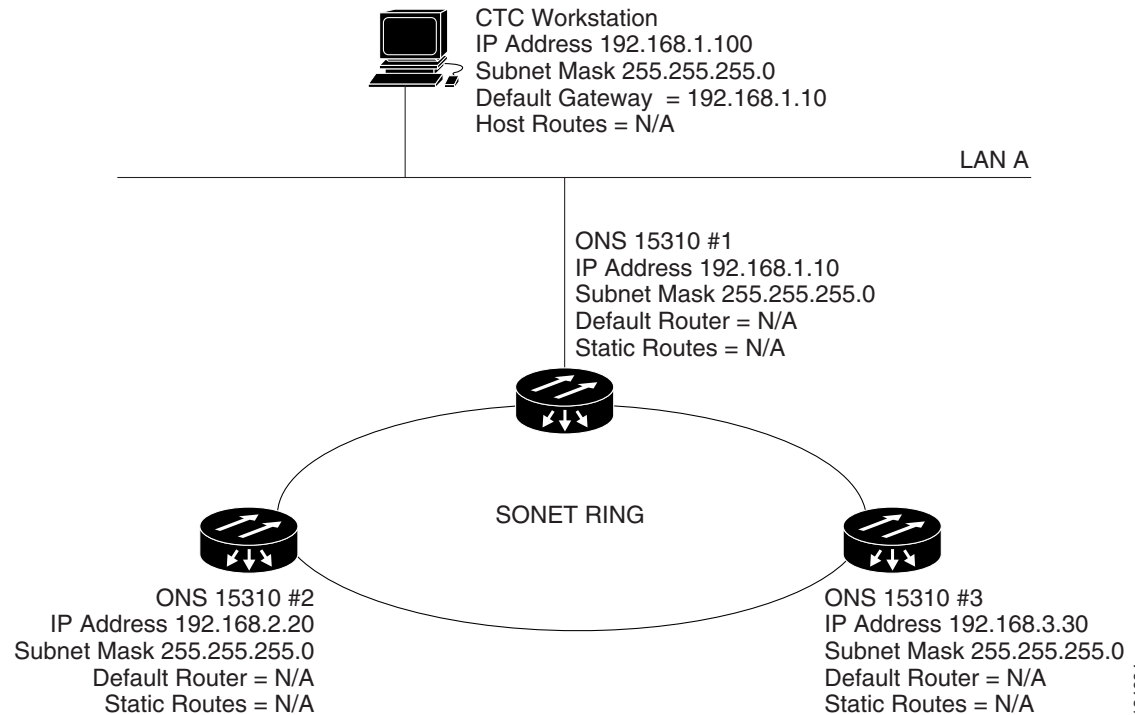 CTC Workstation
IP Address 192.168.1.100
Subnet Mask 255.255.255.0
Default Gateway = 192.168.1.10
Host Routes = N/A
LAN A
ONS 15310 #1
IP Address 192.168.1.10
Subnet Mask 255.255.255.0
Default Router = N/A
Static Routes = N/A
SONET RING
ONS 15310 #2
IP Address 192.168.2.20
Subnet Mask 255.255.255.0
Default Router = N/A
Static Routes = N/A
ONS 15310 #3
IP Address 192.168.3.30
Subnet Mask 255.255.255.0
Default Router = N/A
Static Routes = N/A